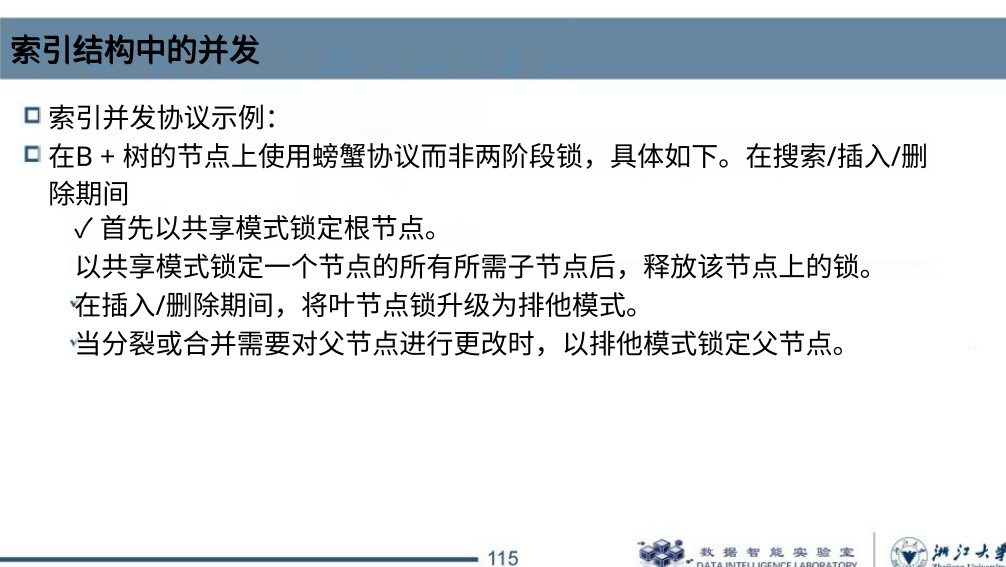 索引结构中的并发
索引并发协议示例：
在B + 树的节点上使用螃蟹协议而非两阶段锁，具体如下。在搜索/插入/删
除期间
✓ 首先以共享模式锁定根节点。
以共享模式锁定一个节点的所有所需子节点后，释放该节点上的锁。
在插入/删除期间，将叶节点锁升级为排他模式。
当分裂或合并需要对父节点进行更改时，以排他模式锁定父节点。
115
数据智能实验室
DATA INTELLIGENCE LABORATORY
浙江大学
Zhejiang University